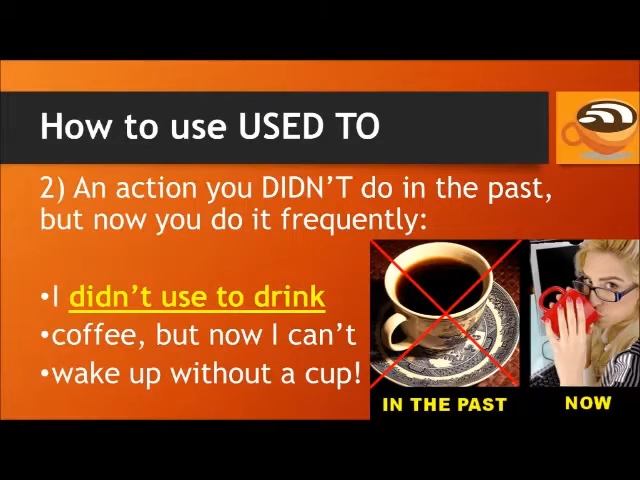 How to use USED TO
2) An action you DIDN'T do in the past,
but now you do it frequently:
•I didn't use to drink
•coffee, but now I can't
•wake up without a cup!
IN THE PAST
NOW